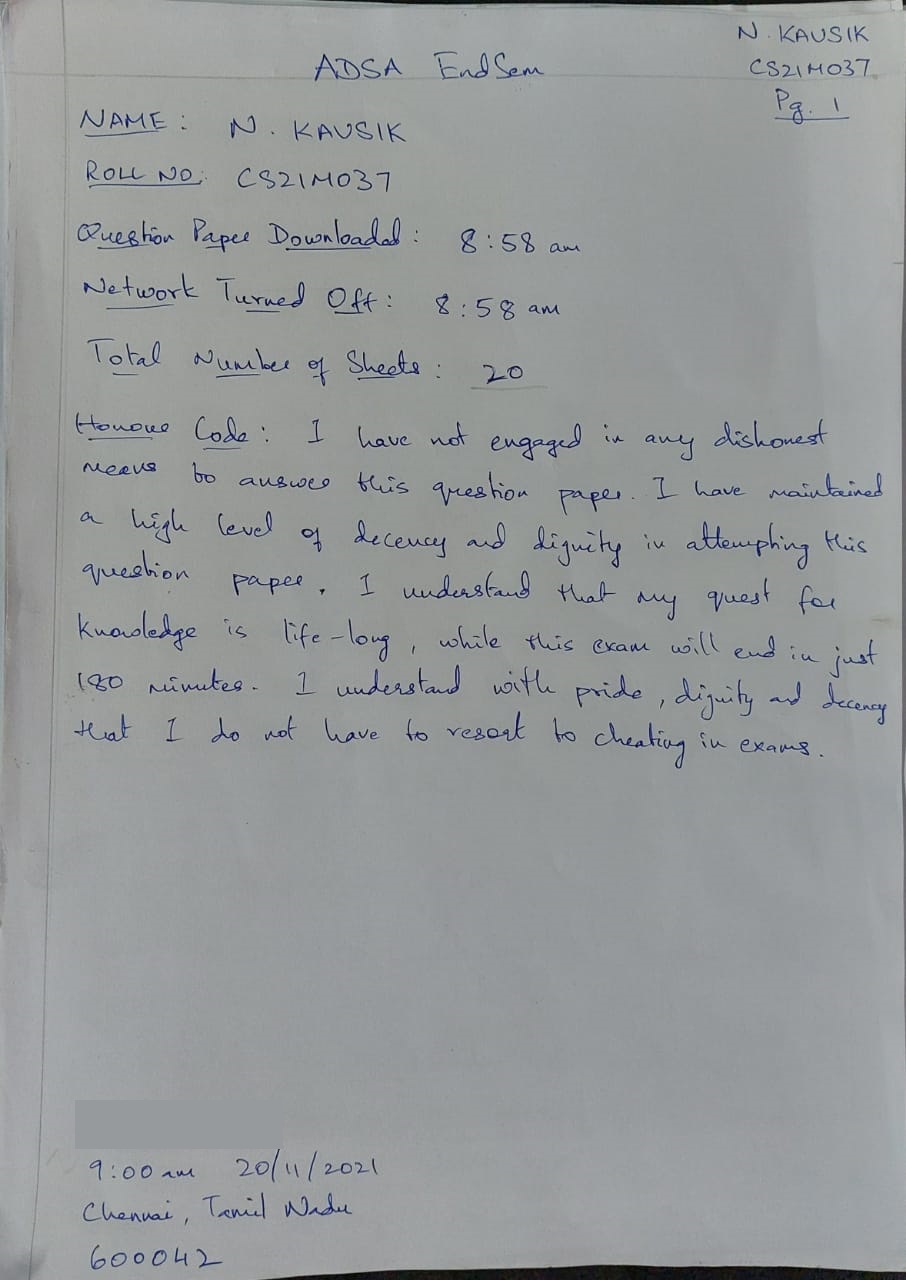 N. KAUSIK
CS21M037
Pg. 1
ADSA EndSem
NAME : N. KAUSIK
ROLL NO: CS21M037
Question Paper Downloaded : 8:58 am
Network Turned Off : 8:58 am
Total Number of Sheets : 20
Honour Code : I have not engaged in any dishonest
means to answer this question paper. I have maintained
a high level of decency and dignity in attempting this
question paper. I understand that my quest for
knowledge is life-long, while this exam will end in just
180 minutes. I understand with pride, dignity and decency
that I do not have to resort to cheating in exams.
9:00 am 20/11/2021
Chennai, Tamil Nadu
600042